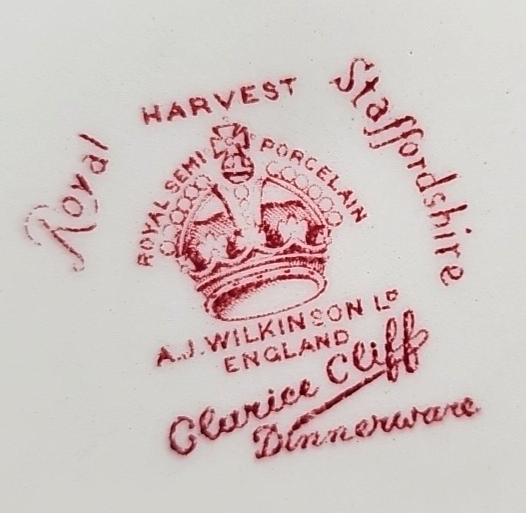 HARVEST
Royal Staffordshire
ROYAL SEMI PORCELAIN
A.J. WILKINSON LD
ENGLAND
Clarice Cliff
Dinnerware